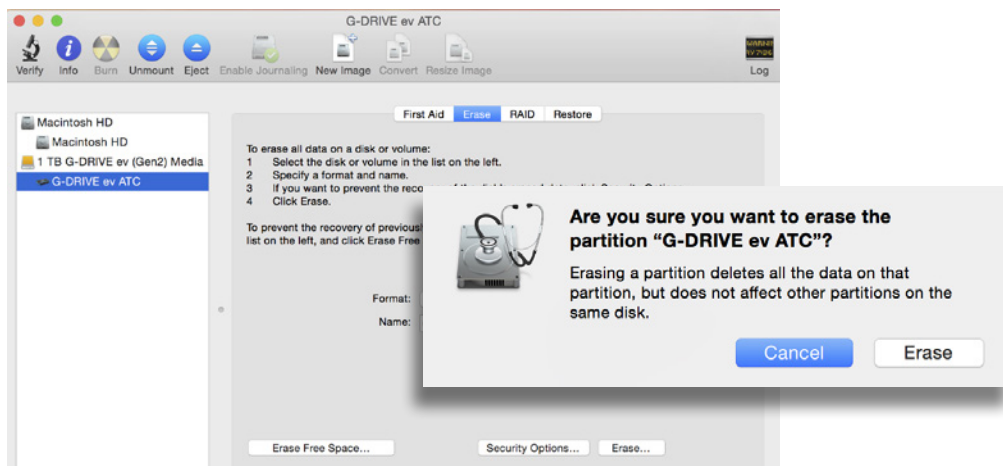 G-DRIVE ev ATC
Verify Info Burn Unmount Eject Enable Journaling New Image Convert Resize Image Log
First Aid Erase RAID Restore
Macintosh HD
Macintosh HD
1 TB G-DRIVE ev (Gen2) Media
G-DRIVE ev ATC
To erase all data on a disk or volume:
1 Select the disk or volume in the list on the left.
2 Specify a format and name.
3 If you want to prevent the
4 Click Erase.
To prevent the recovery of
list on the left, and click Erase Free
Format:
Name:
Are you sure you want to erase the
partition “G-DRIVE ev ATC”?
Erasing a partition deletes all the data on that
partition, but does not affect other partitions on the
same disk.
Cancel Erase
Erase Free Space... Security Options... Erase...